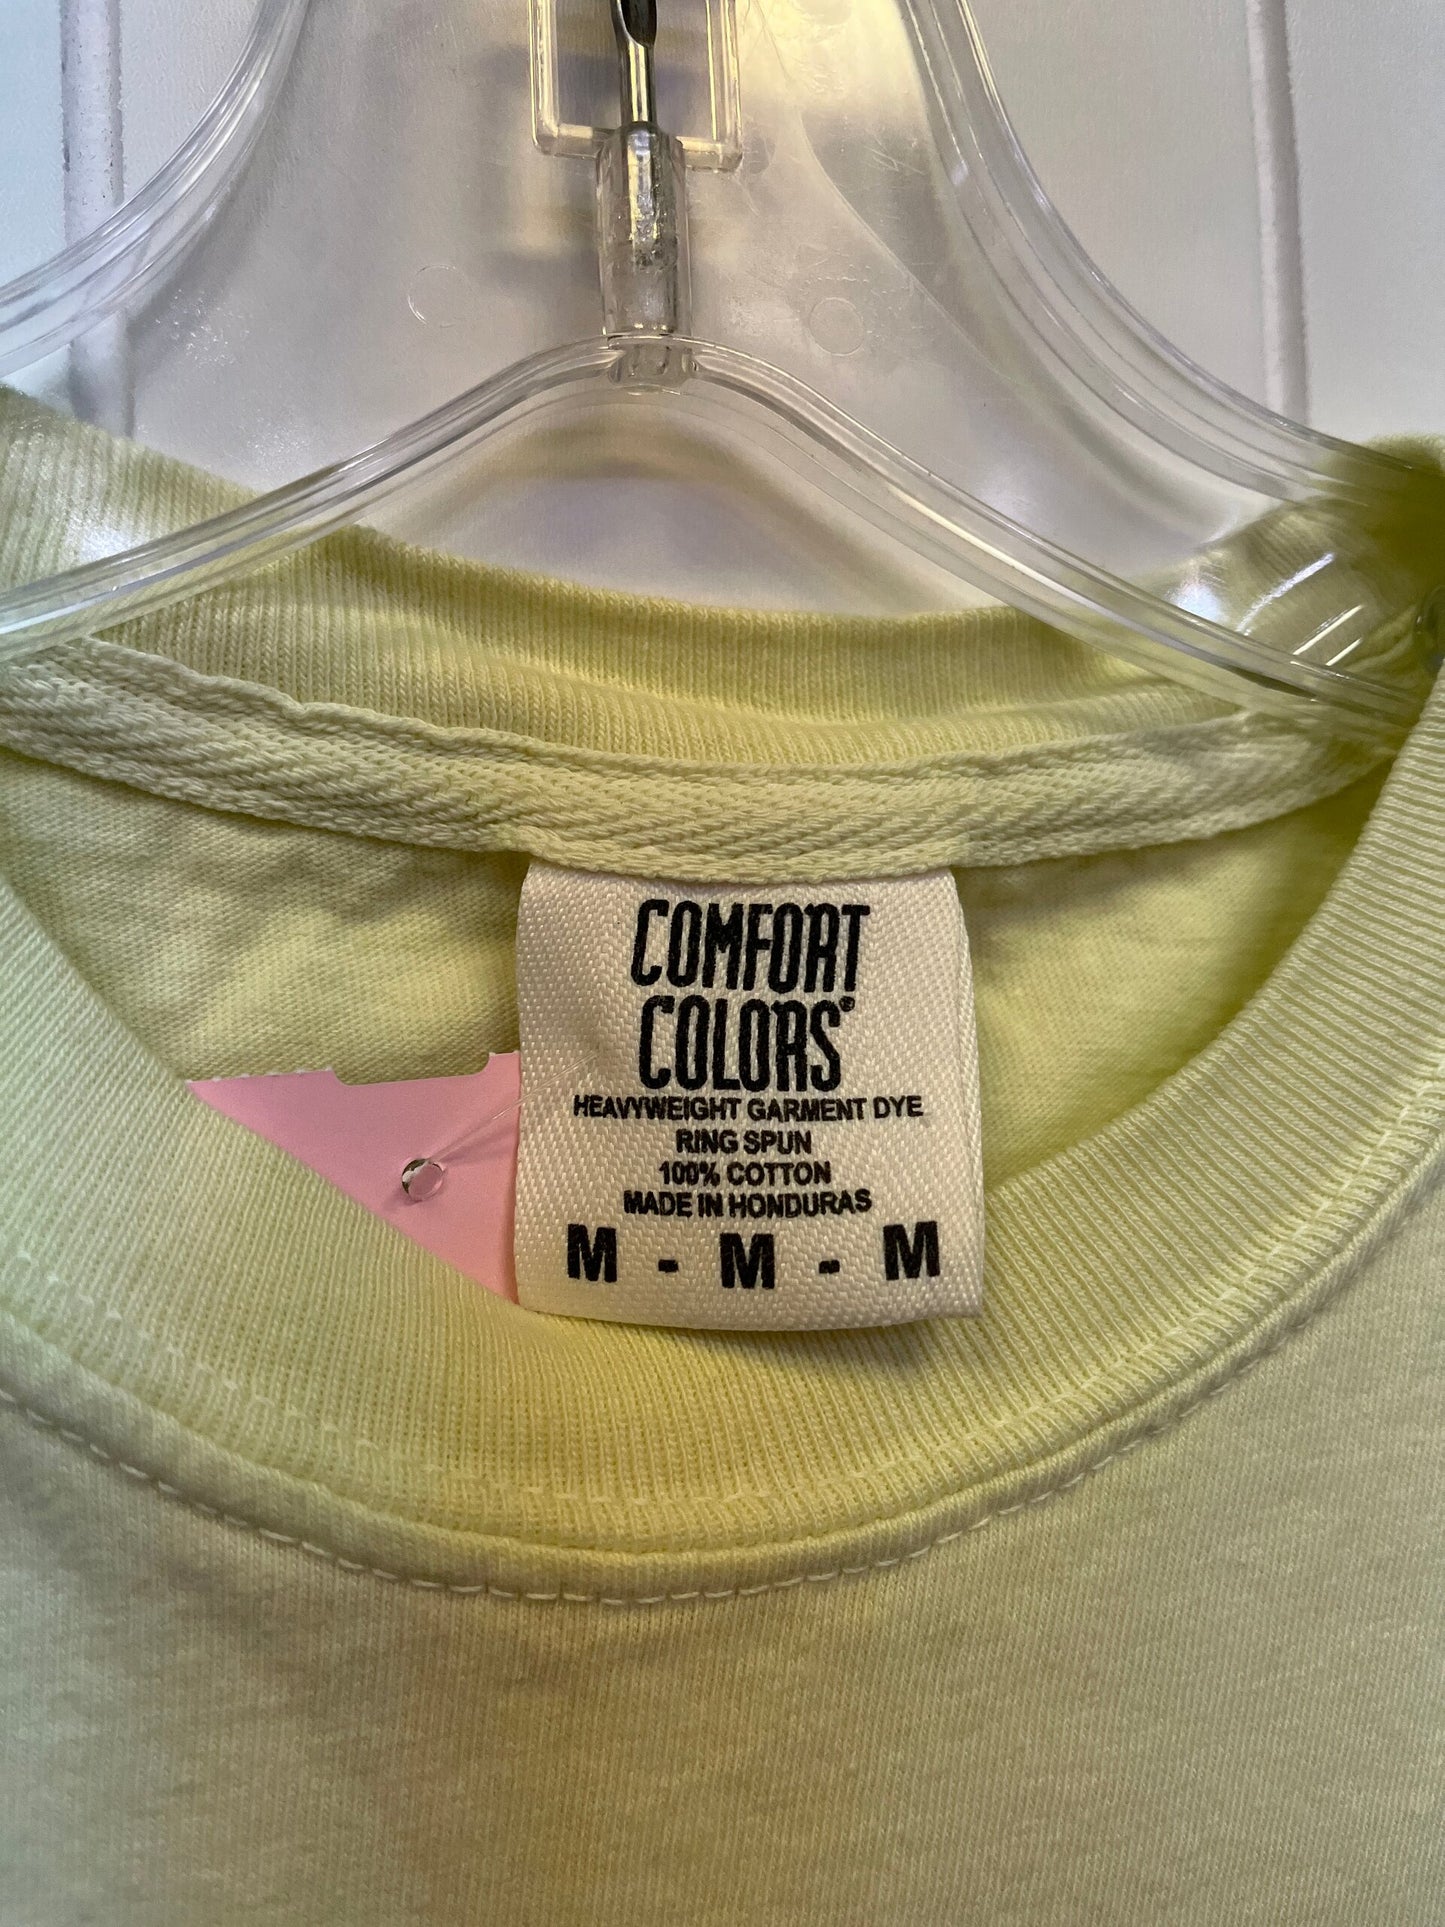 COMFORT
COLORS®
HEAVYWEIGHT GARMENT DYE
RING SPUN
100% COTTON
MADE IN HONDURAS
M - M - M